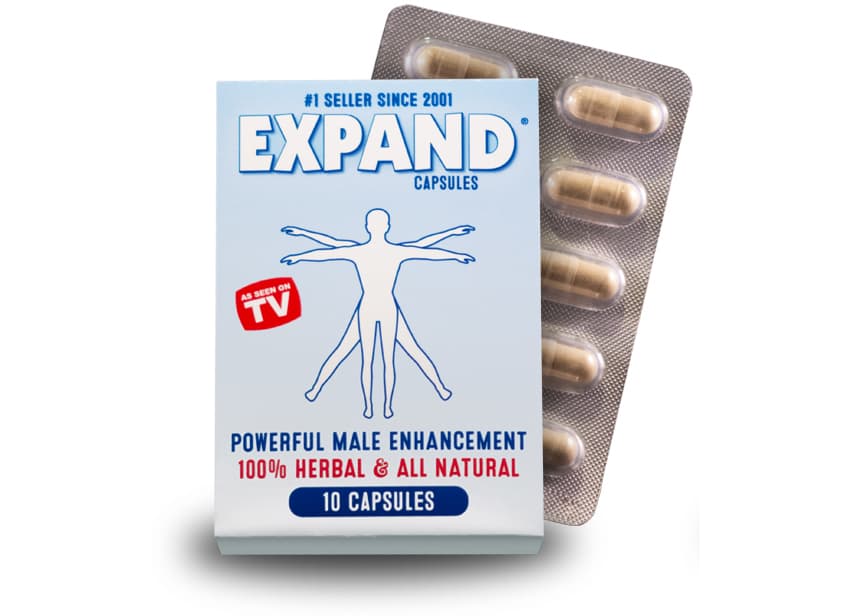 #1 SELLER SINCE 2001
EXPAND®
CAPSULES
AS SEEN ON
TV
POWERFUL MALE ENHANCEMENT
100% HERBAL & ALL NATURAL
10 CAPSULES